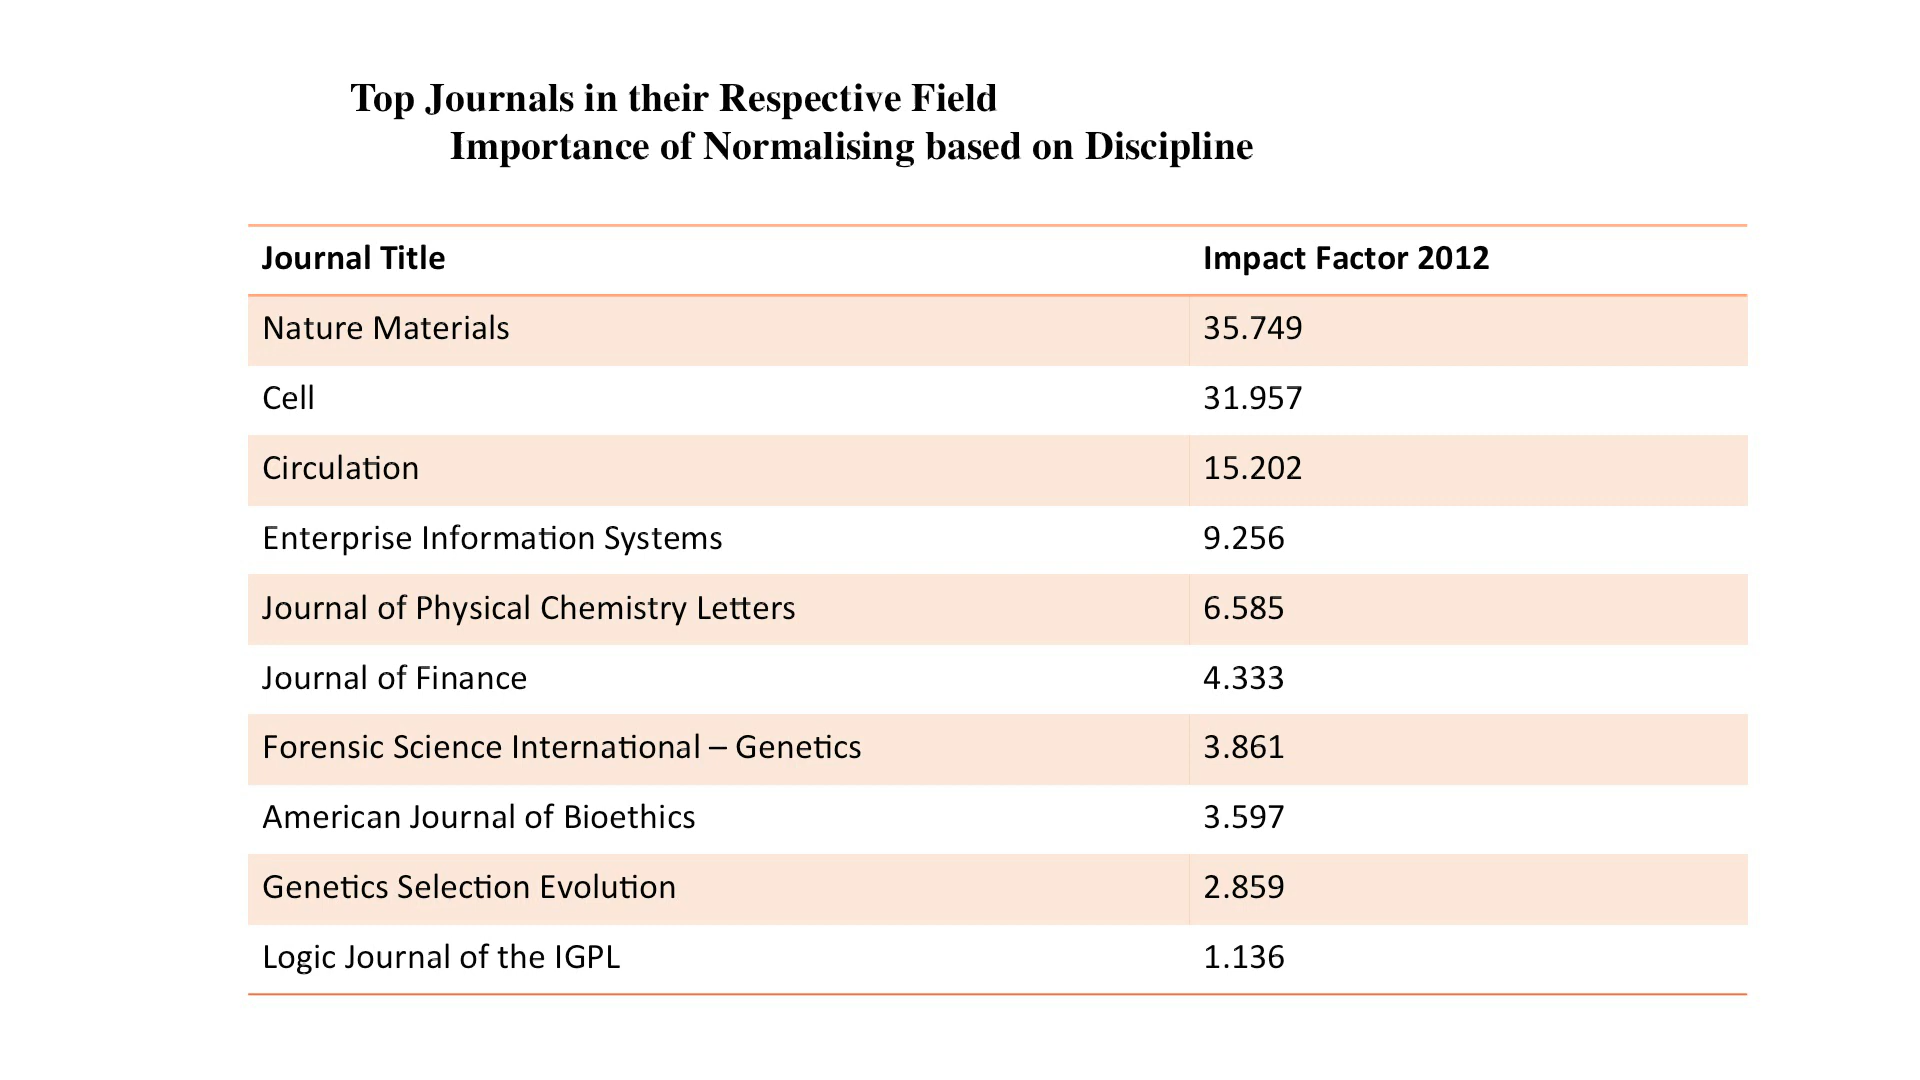 Top Journals in their Respective Field
Importance of Normalising based on Discipline
Journal Title Impact Factor 2012
Nature Materials 35.749
Cell 31.957
Circulation 15.202
Enterprise Information Systems 9.256
Journal of Physical Chemistry Letters 6.585
Journal of Finance 4.333
Forensic Science International – Genetics 3.861
American Journal of Bioethics 3.597
Genetics Selection Evolution 2.859
Logic Journal of the IGPL 1.136